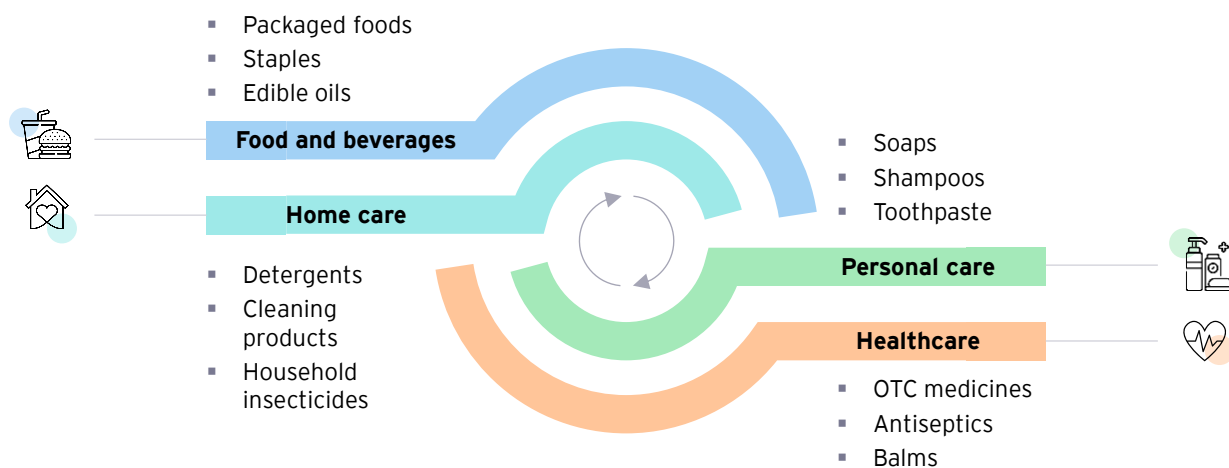 Packaged foods
Staples
Edible oils
Food and beverages
Home care
Detergents
Cleaning
products
Household
insecticides
Soaps
Shampoos
Toothpaste
Personal care
Healthcare
OTC medicines
Antiseptics
Balms